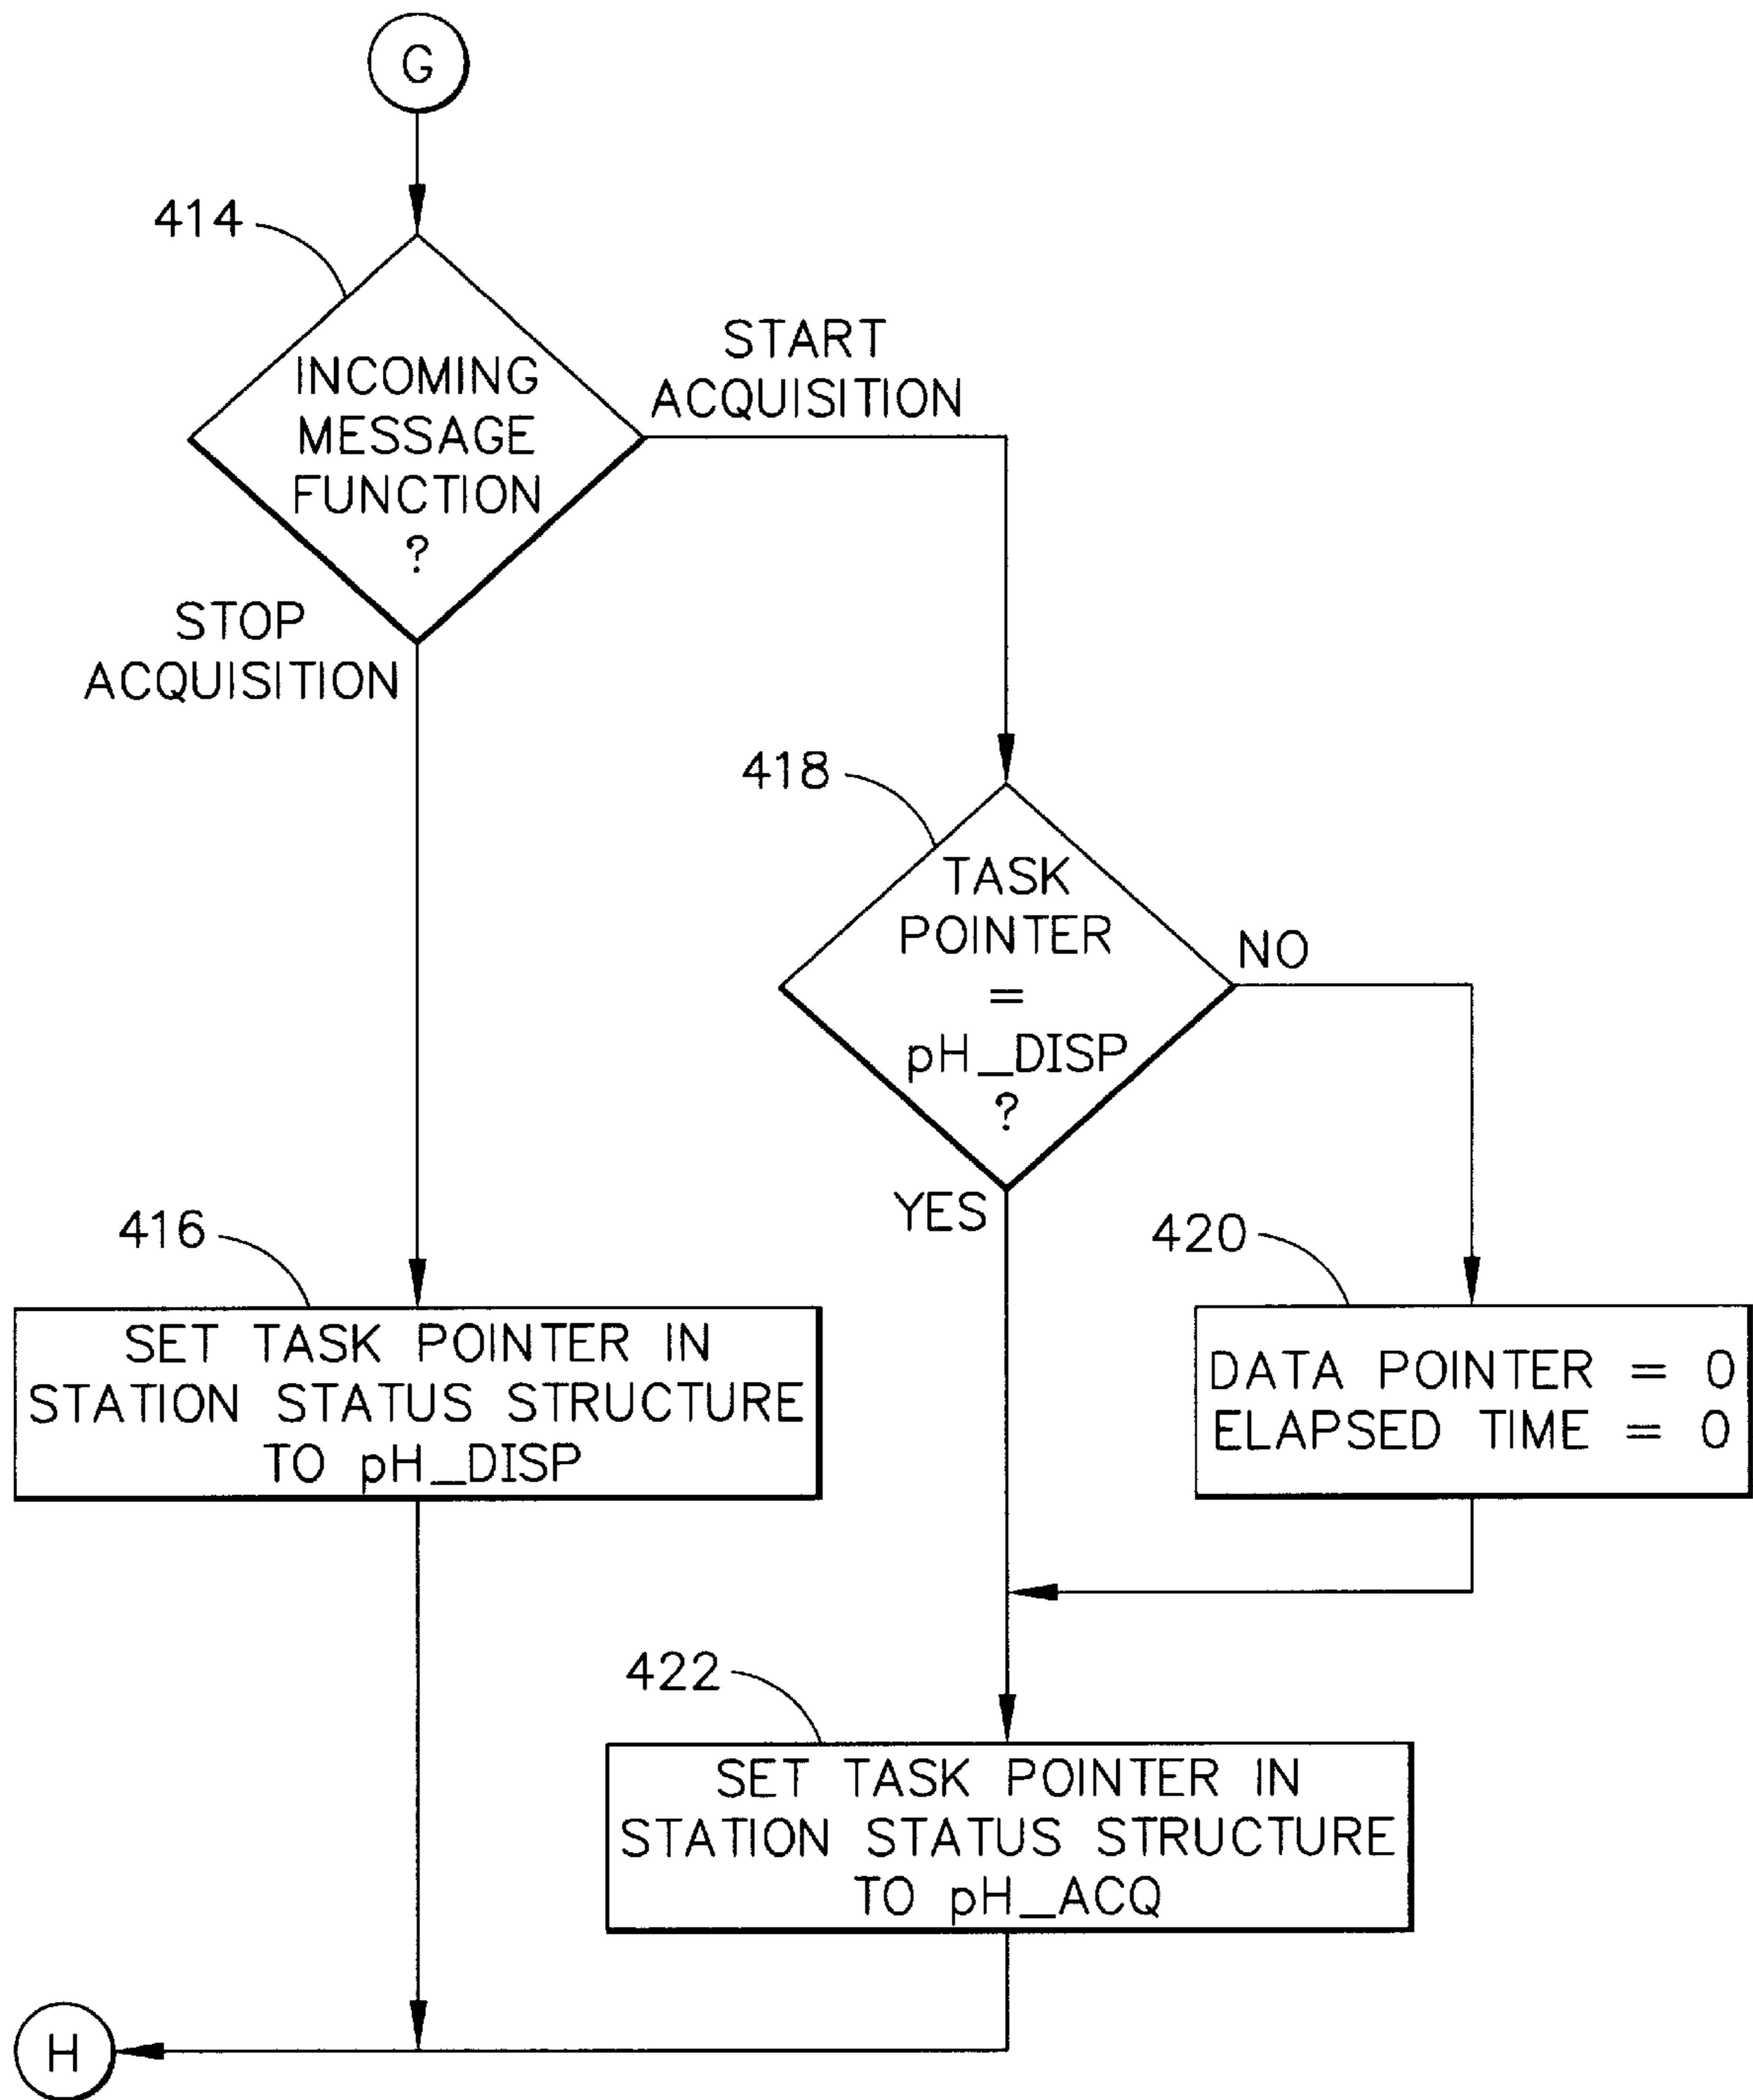 G
414
INCOMING
MESSAGE
FUNCTION
?
START
ACQUISITION
STOP
ACQUISITION
418
TASK
POINTER
=
pH_DISP
?
NO
YES
416
SET TASK POINTER IN
STATION STATUS STRUCTURE
TO pH_DISP
420
DATA POINTER = 0
ELAPSED TIME = 0
422
SET TASK POINTER IN
STATION STATUS STRUCTURE
TO pH_ACQ
H